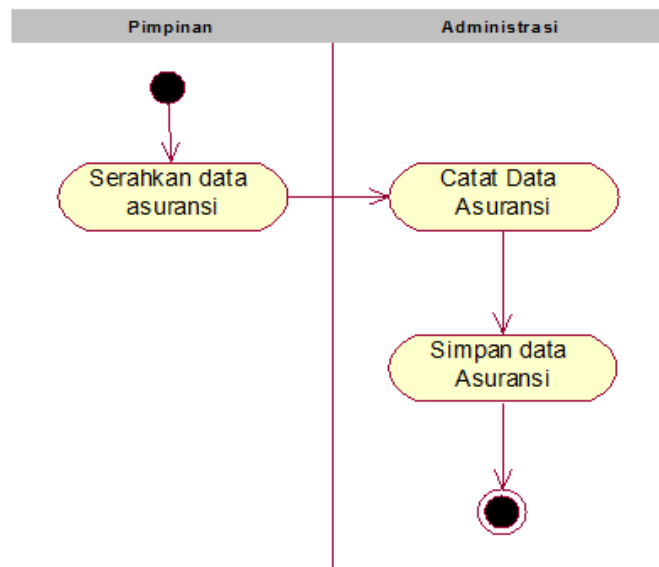 Pimpinan
Administrasi
Serahkan data
asuransi
Catat Data
Asuransi
Simpan data
Asuransi